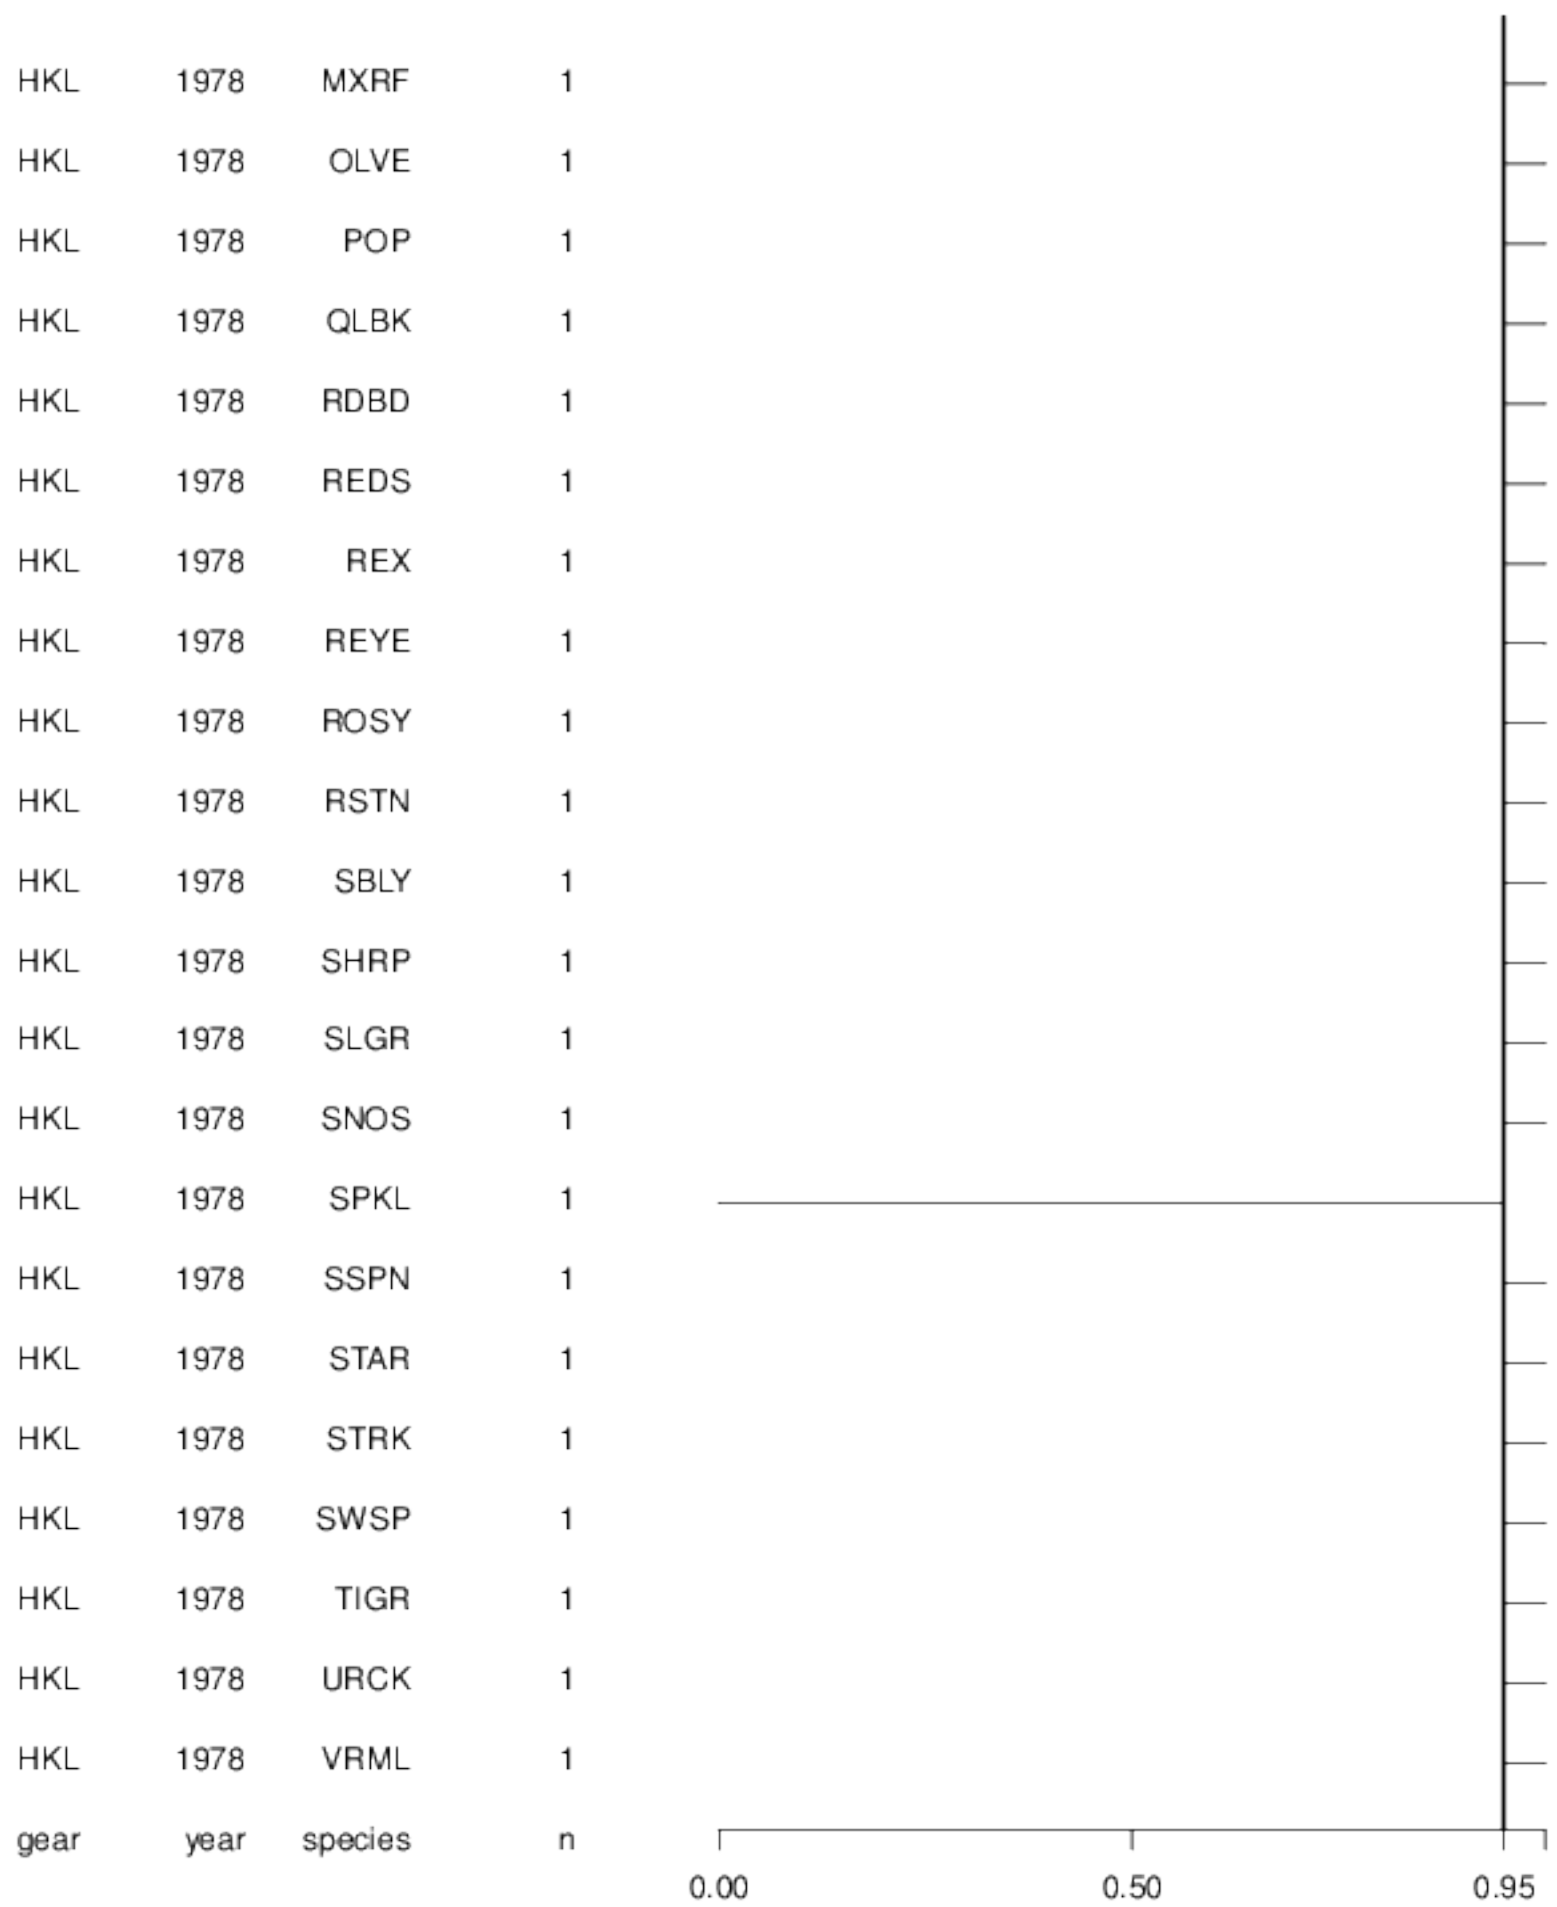 HKL 1978 MXRF 1
HKL 1978 OLVE 1
HKL 1978 POP 1
HKL 1978 QLBK 1
HKL 1978 RDBD 1
HKL 1978 REDS 1
HKL 1978 REX 1
HKL 1978 REYE 1
HKL 1978 ROSY 1
HKL 1978 RSTN 1
HKL 1978 SBLY 1
HKL 1978 SHRP 1
HKL 1978 SLGR 1
HKL 1978 SNOS 1
HKL 1978 SPKL 1
HKL 1978 SSPN 1
HKL 1978 STAR 1
HKL 1978 STRK 1
HKL 1978 SWSP 1
HKL 1978 TIGR 1
HKL 1978 URCK 1
HKL 1978 VRML 1
gear year species n
0.00 0.50 0.95